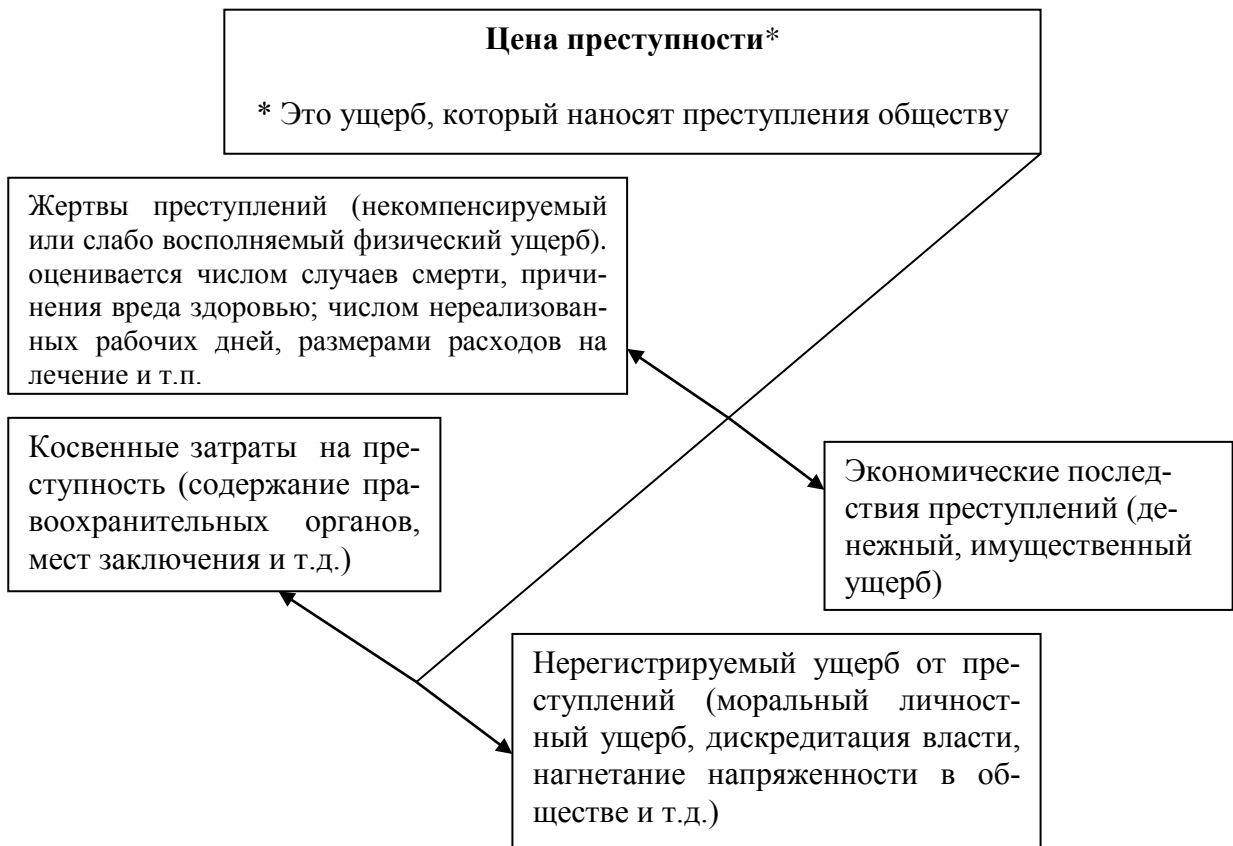 Цена преступности*
* Это ущерб, который наносят преступления обществу
Жертвы преступлений (некомпенсируемый
или слабо восполняемый физический ущерб).
оценивается числом случаев смерти, причи-
нения вреда здоровью; числом нереализован-
ных рабочих дней, размерами расходов на
лечение и т.п.
Косвенные затраты на пре-
ступность (содержание пра-
воохранительных органов,
мест заключения и т.д.)
Экономические послед-
ствия преступлений (де-
нежный, имущественный
ущерб)
Нерегистрируемый ущерб от пре-
ступлений (моральный личност-
ный ущерб, дискредитация власти,
нагнетание напряженности в об-
ществе и т.д.)